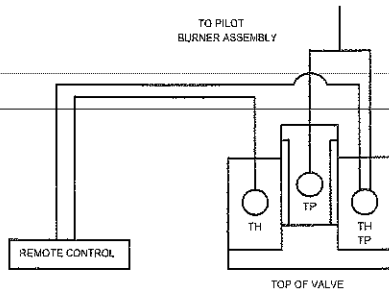 TO PILOT
BURNER ASSEMBLY
TP
TH
TH
TP
REMOTE CONTROL
TOP OF VALVE